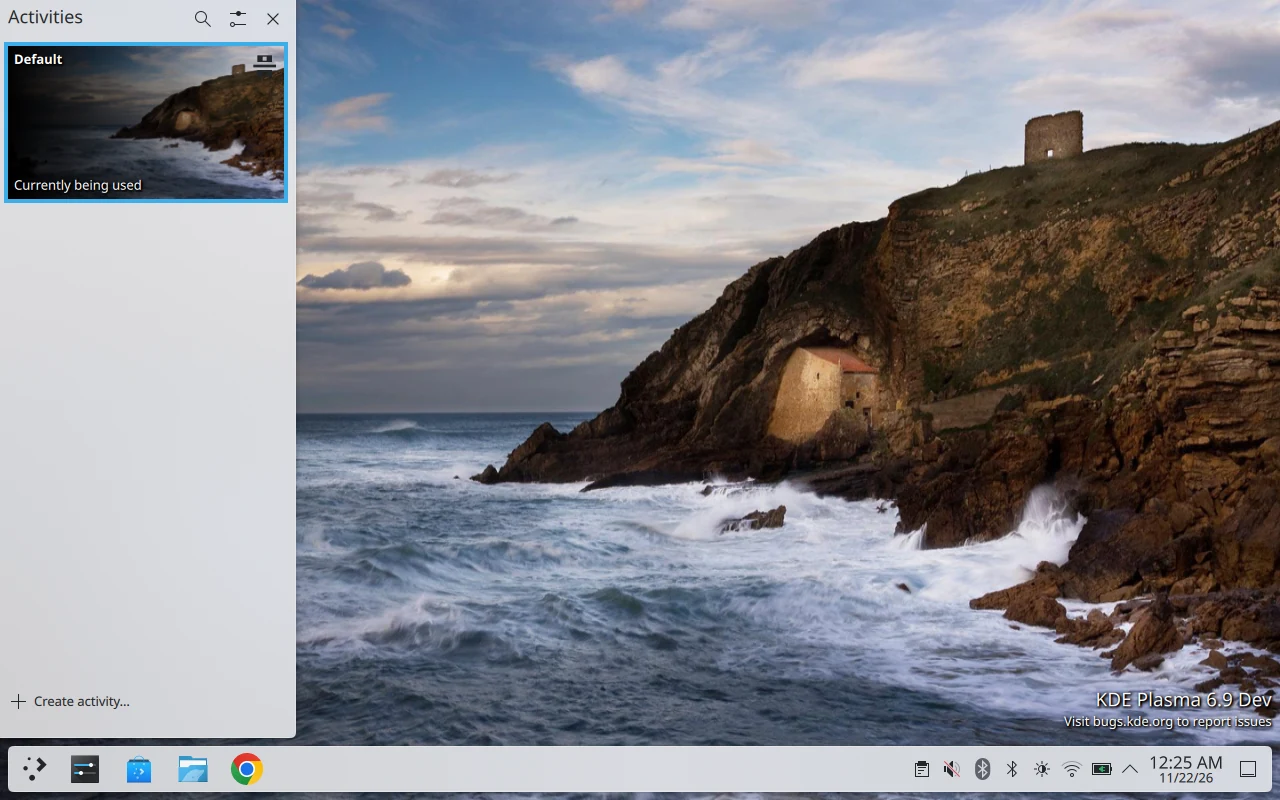 Activities
Default
Currently being used
Create activity...
KDE Plasma 6.9 Dev
Visit bugs.kde.org to report issues
12:25 AM
11/22/26